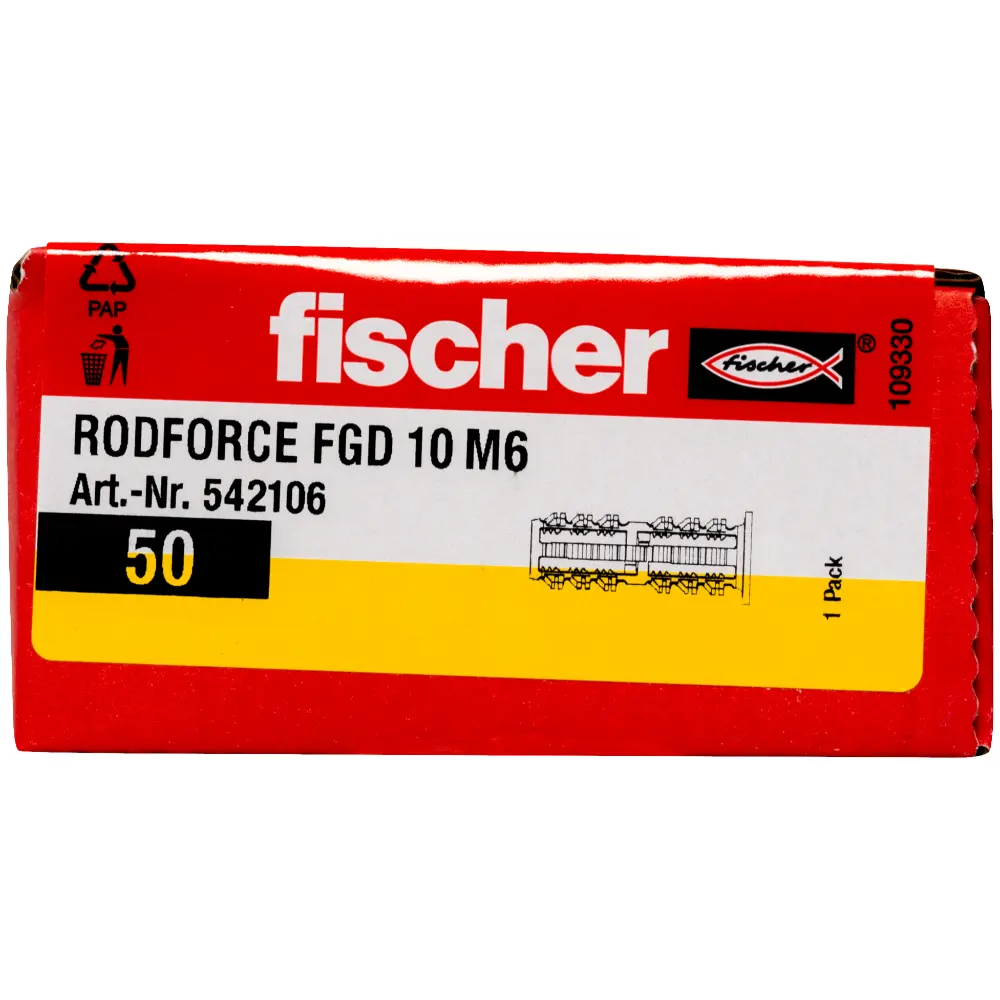 PAP
fischer
fischer ®
109330
RODFORCE FGD 10 M6
Art.-Nr. 542106
50
1 Pack